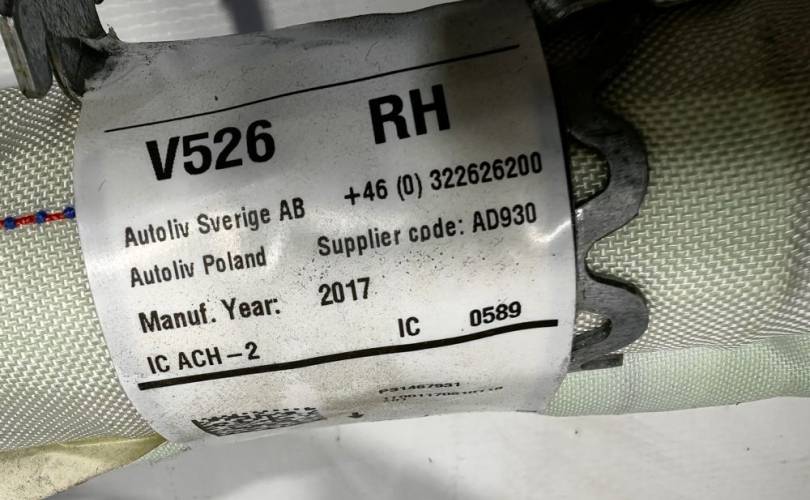 V526 RH
Autoliv Sverige AB +46 (0) 322626200
Autoliv Poland Supplier code: AD930
Manuf. Year: 2017
IC ACH-2 IC 0589
P31467931